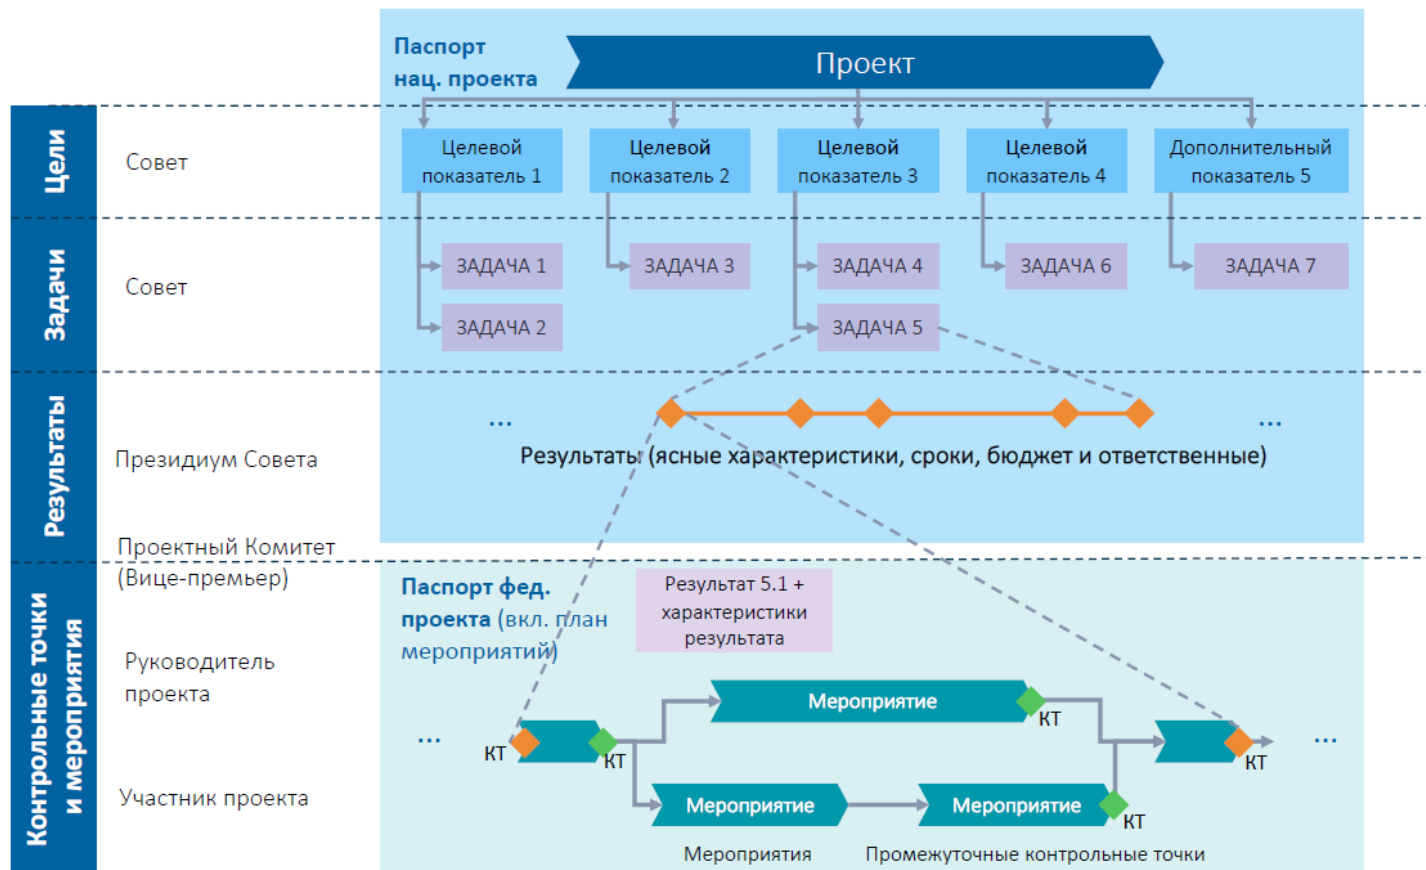 Паспорт
нац. проекта
Проект
Цели
Совет
Целевой
показатель 1
Целевой
показатель 2
Целевой
показатель 3
Целевой
показатель 4
Дополнительный
показатель 5
Задачи
Совет
ЗАДАЧА 1
ЗАДАЧА 3
ЗАДАЧА 4
ЗАДАЧА 6
ЗАДАЧА 7
ЗАДАЧА 2
ЗАДАЧА 5
Результаты
...
...
Президиум Совета
Результаты (ясные характеристики, сроки, бюджет и ответственные)
Проектный Комитет
(Вице-премьер)
Контрольные точки
и мероприятия
Паспорт фед.
проекта (вкл. план
мероприятий)
Результат 5.1 +
характеристики
результата
Руководитель
проекта
Мероприятие
КТ
...
КТ
КТ
КТ
...
Участник проекта
Мероприятие
Мероприятие
КТ
Мероприятия
Промежуточные контрольные точки